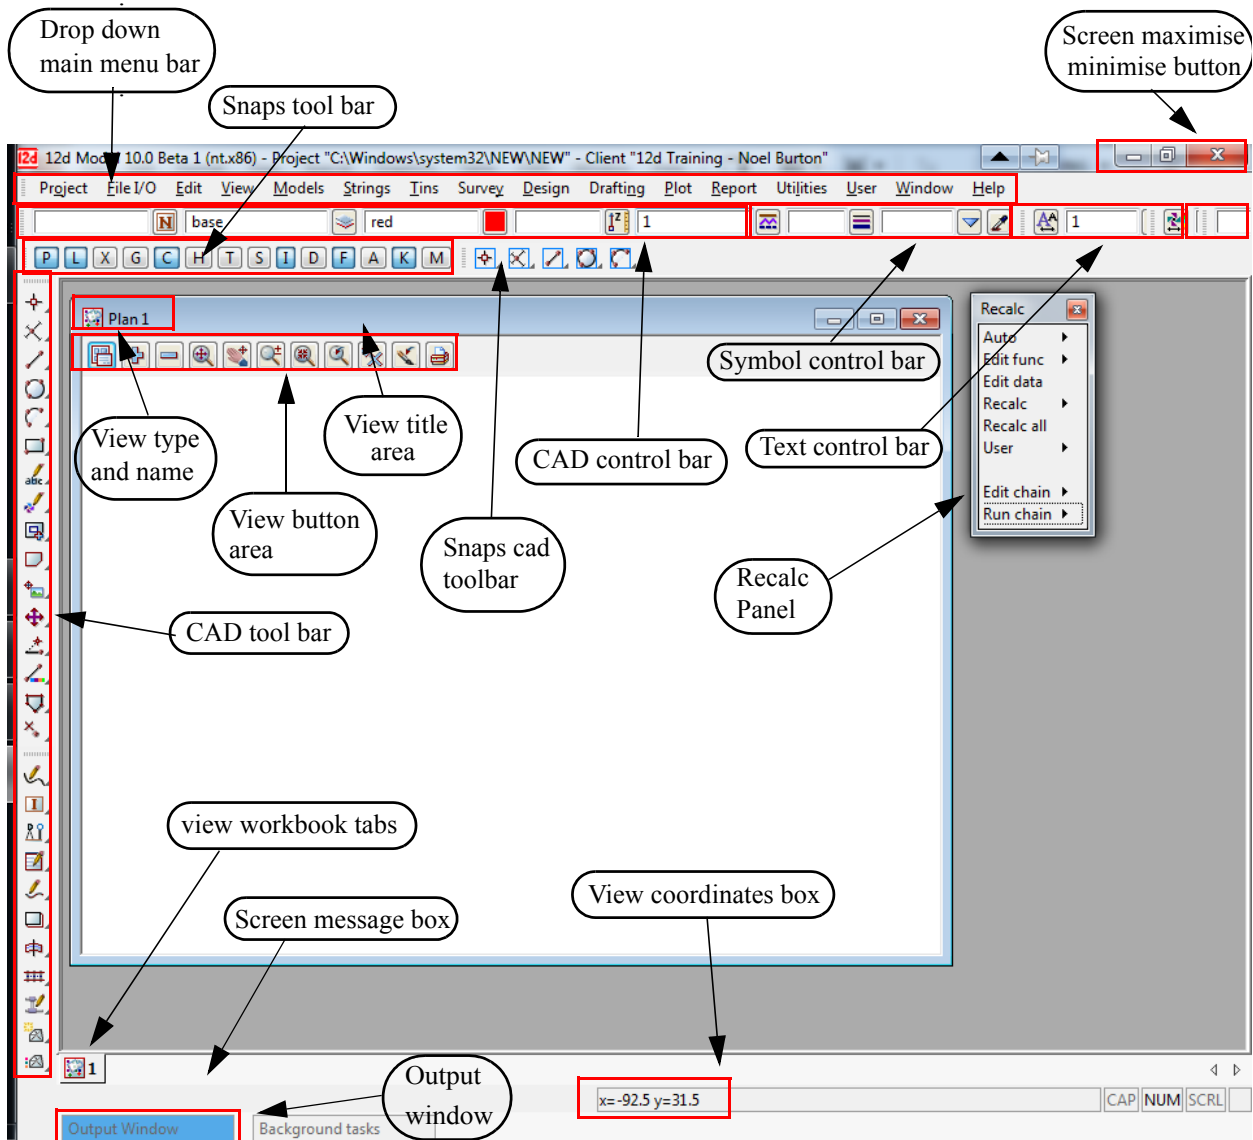 Drop down
main menu bar
Screen maximise
minimise button
Snaps tool bar
12d 12d Model 10.0 Beta 1 (nt.x86) - Project "C:\Windows\system32\NEW\NEW" - Client "12d Training - Noel Burton"
Project File I/O Edit View Models Strings Tins Survey Design Drafting Plot Report Utilities User Window Help
N base red 1 1
P L X G C H T S I D F A K M
Plan 1
Recalc
Auto
Edit func
Edit data
Recalc
Recalc all
User
Edit chain
Run chain
Symbol control bar
View type
and name
View title
area
CAD control bar
Text control bar
View button
area
Snaps cad
toolbar
Recalc
Panel
CAD tool bar
abc
view workbook tabs
View coordinates box
Screen message box
1
Output
window
x=-92.5 y=31.5
CAP NUM SCRL
Output Window
Background tasks